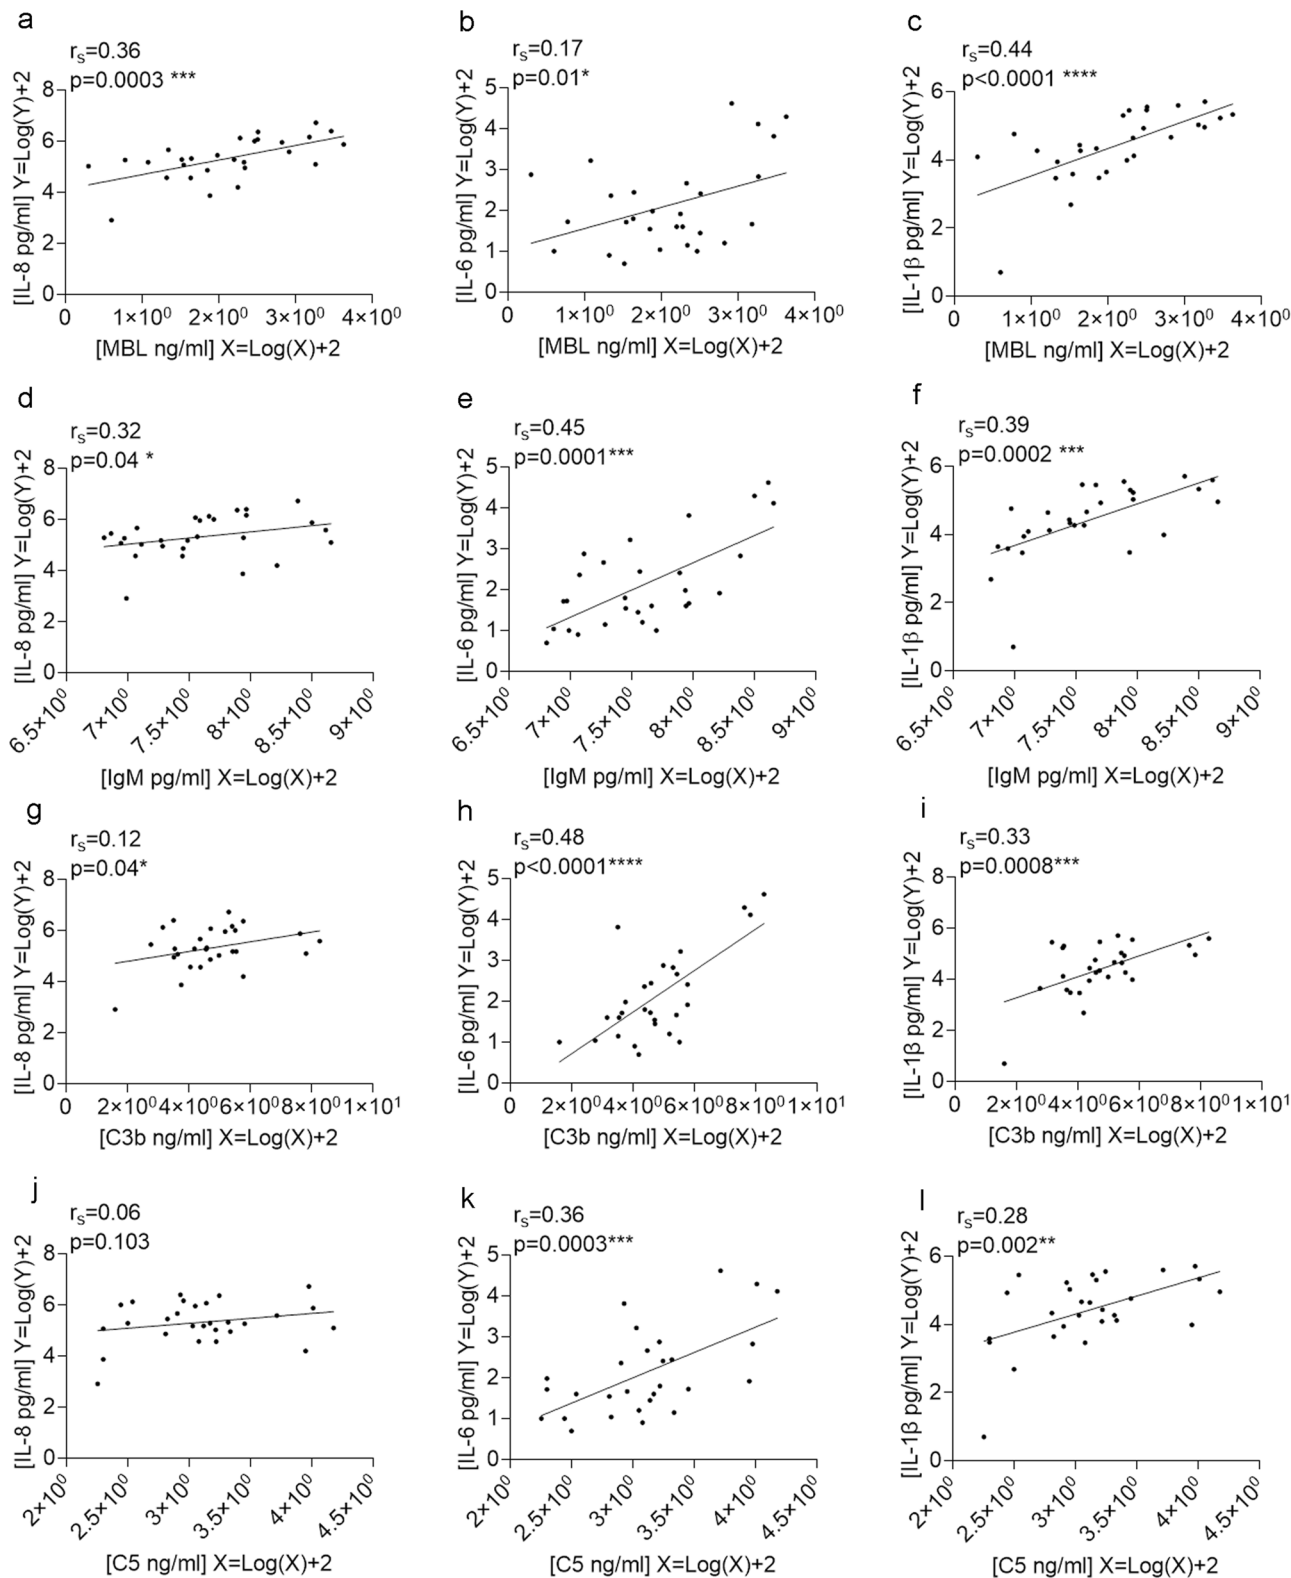 a
rₛ=0.36
p=0.0003 ***
[IL-8 pg/ml] Y=Log(Y)+2
8
6
4
2
0
0 1×10⁰ 2×10⁰ 3×10⁰ 4×10⁰
[MBL ng/ml] X=Log(X)+2
b
rₛ=0.17
p=0.01*
[IL-6 pg/ml] Y=Log(Y)+2
5
4
3
2
1
0
0 1×10⁰ 2×10⁰ 3×10⁰ 4×10⁰
[MBL ng/ml] X=Log(X)+2
c
rₛ=0.44
p<0.0001 ****
[IL-1β pg/ml] Y=Log(Y)+2
6
4
2
0
0 1×10⁰ 2×10⁰ 3×10⁰ 4×10⁰
[MBL ng/ml] X=Log(X)+2
d
rₛ=0.32
p=0.04 *
[IL-8 pg/ml] Y=Log(Y)+2
8
6
4
2
0
6.5×10⁰ 7×10⁰ 7.5×10⁰ 8×10⁰ 8.5×10⁰ 9×10⁰
[IgM pg/ml] X=Log(X)+2
e
rₛ=0.45
p=0.0001***
[IL-6 pg/ml] Y=Log(Y)+2
5
4
3
2
1
0
6.5×10⁰ 7×10⁰ 7.5×10⁰ 8×10⁰ 8.5×10⁰ 9×10⁰
[IgM pg/ml] X=Log(X)+2
f
rₛ=0.39
p=0.0002 ***
[IL-1β pg/ml] Y=Log(Y)+2
6
4
2
0
6.5×10⁰ 7×10⁰ 7.5×10⁰ 8×10⁰ 8.5×10⁰ 9×10⁰
[IgM pg/ml] X=Log(X)+2
g
rₛ=0.12
p=0.04*
[IL-8 pg/ml] Y=Log(Y)+2
8
6
4
2
0
0 2×10⁰ 4×10⁰ 6×10⁰ 8×10⁰ 1×10¹
[C3b ng/ml] X=Log(X)+2
h
rₛ=0.48
p<0.0001****
[IL-6 pg/ml] Y=Log(Y)+2
5
4
3
2
1
0
0 2×10⁰ 4×10⁰ 6×10⁰ 8×10⁰ 1×10¹
[C3b ng/ml] X=Log(X)+2
i
rₛ=0.33
p=0.0008***
[IL-1β pg/ml] Y=Log(Y)+2
8
6
4
2
0
0 2×10⁰ 4×10⁰ 6×10⁰ 8×10⁰ 1×10¹
[C3b ng/ml] X=Log(X)+2
j
rₛ=0.06
p=0.103
[IL-8 pg/ml] Y=Log(Y)+2
8
6
4
2
0
2×10⁰ 2.5×10⁰ 3×10⁰ 3.5×10⁰ 4×10⁰ 4.5×10⁰
[C5 ng/ml] X=Log(X)+2
k
rₛ=0.36
p=0.0003***
[IL-6 pg/ml] Y=Log(Y)+2
5
4
3
2
1
0
2×10⁰ 2.5×10⁰ 3×10⁰ 3.5×10⁰ 4×10⁰ 4.5×10⁰
[C5 ng/ml] X=Log(X)+2
l
rₛ=0.28
p=0.002**
[IL-1β pg/ml] Y=Log(Y)+2
6
4
2
0
2×10⁰ 2.5×10⁰ 3×10⁰ 3.5×10⁰ 4×10⁰ 4.5×10⁰
[C5 ng/ml] X=Log(X)+2